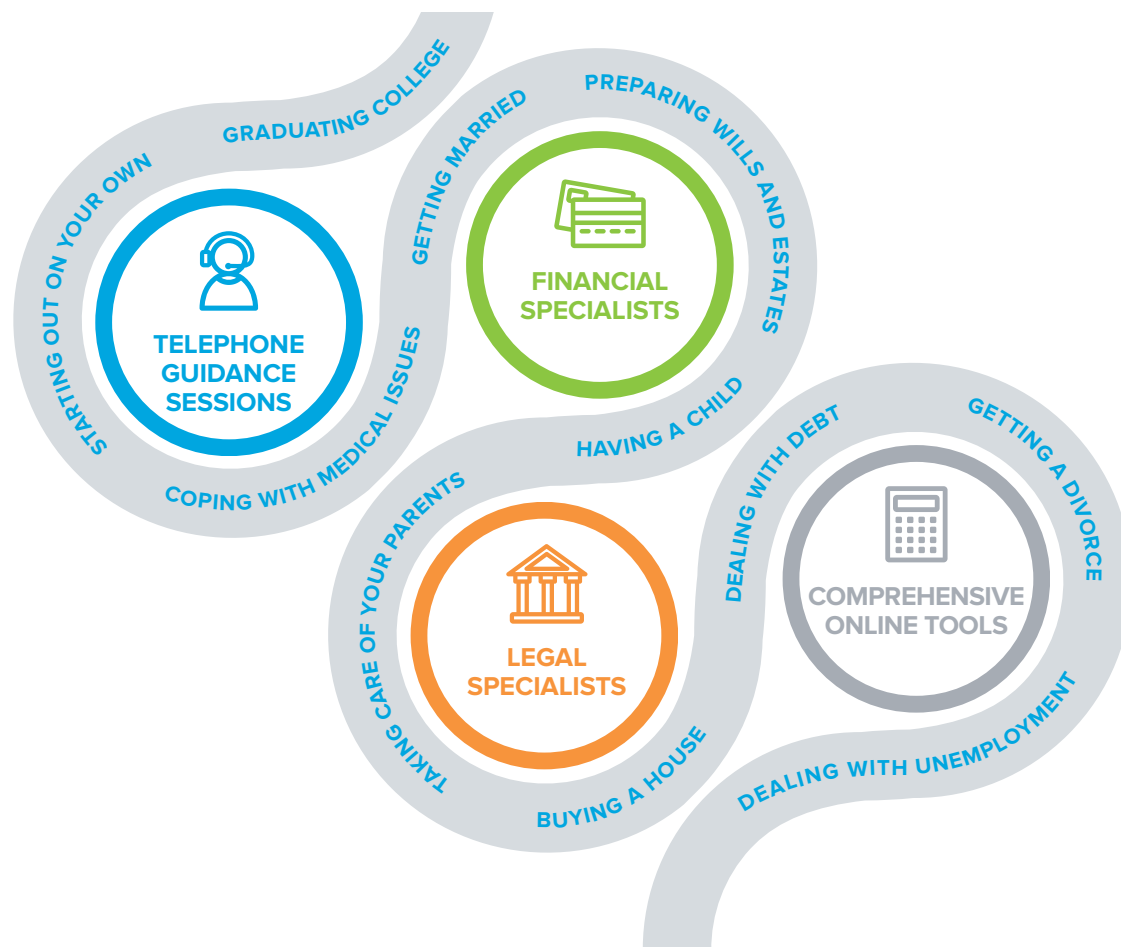 GRADUATING COLLEGE
STARTING OUT ON YOUR OWN
TELEPHONE
GUIDANCE
SESSIONS
COPING WITH MEDICAL ISSUES
GETTING MARRIED
PREPARING WILLS AND ESTATES
FINANCIAL
SPECIALISTS
HAVING A CHILD
TAKING CARE OF YOUR PARENTS
LEGAL
SPECIALISTS
BUYING A HOUSE
DEALING WITH DEBT
GETTING A DIVORCE
COMPREHENSIVE
ONLINE TOOLS
DEALING WITH UNEMPLOYMENT